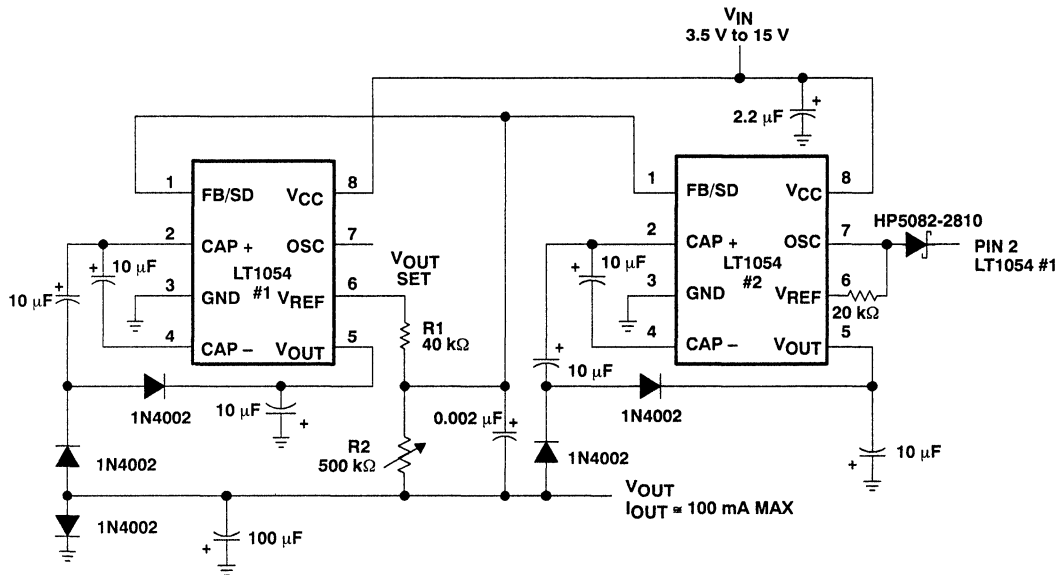 VIN
3.5 V to 15 V
2.2 µF
+
1
FB/SD
VCC
8
2
CAP +
OSC
7
LT1054
#1
3
GND
VREF
6
4
CAP –
VOUT
5
10 µF
+
10 µF
+
VOUT
SET
R1
40 kΩ
1N4002
10 µF
+
R2
500 kΩ
0.002 µF
+
1N4002
1N4002
100 µF
+
1
FB/SD
VCC
8
2
CAP +
OSC
7
LT1054
#2
3
GND
VREF
6
4
CAP –
VOUT
5
HP5082-2810
PIN 2
LT1054 #1
20 kΩ
10 µF
+
10 µF
+
1N4002
1N4002
10 µF
+
VOUT
IOUT ≅ 100 mA MAX